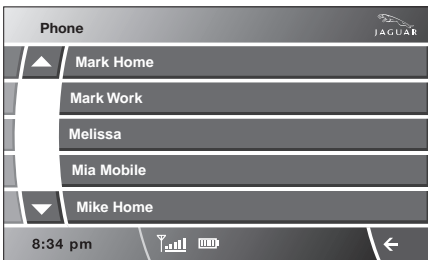 Phone
JAGUAR
Mark Home
Mark Work
Melissa
Mia Mobile
Mike Home
8:34 pm